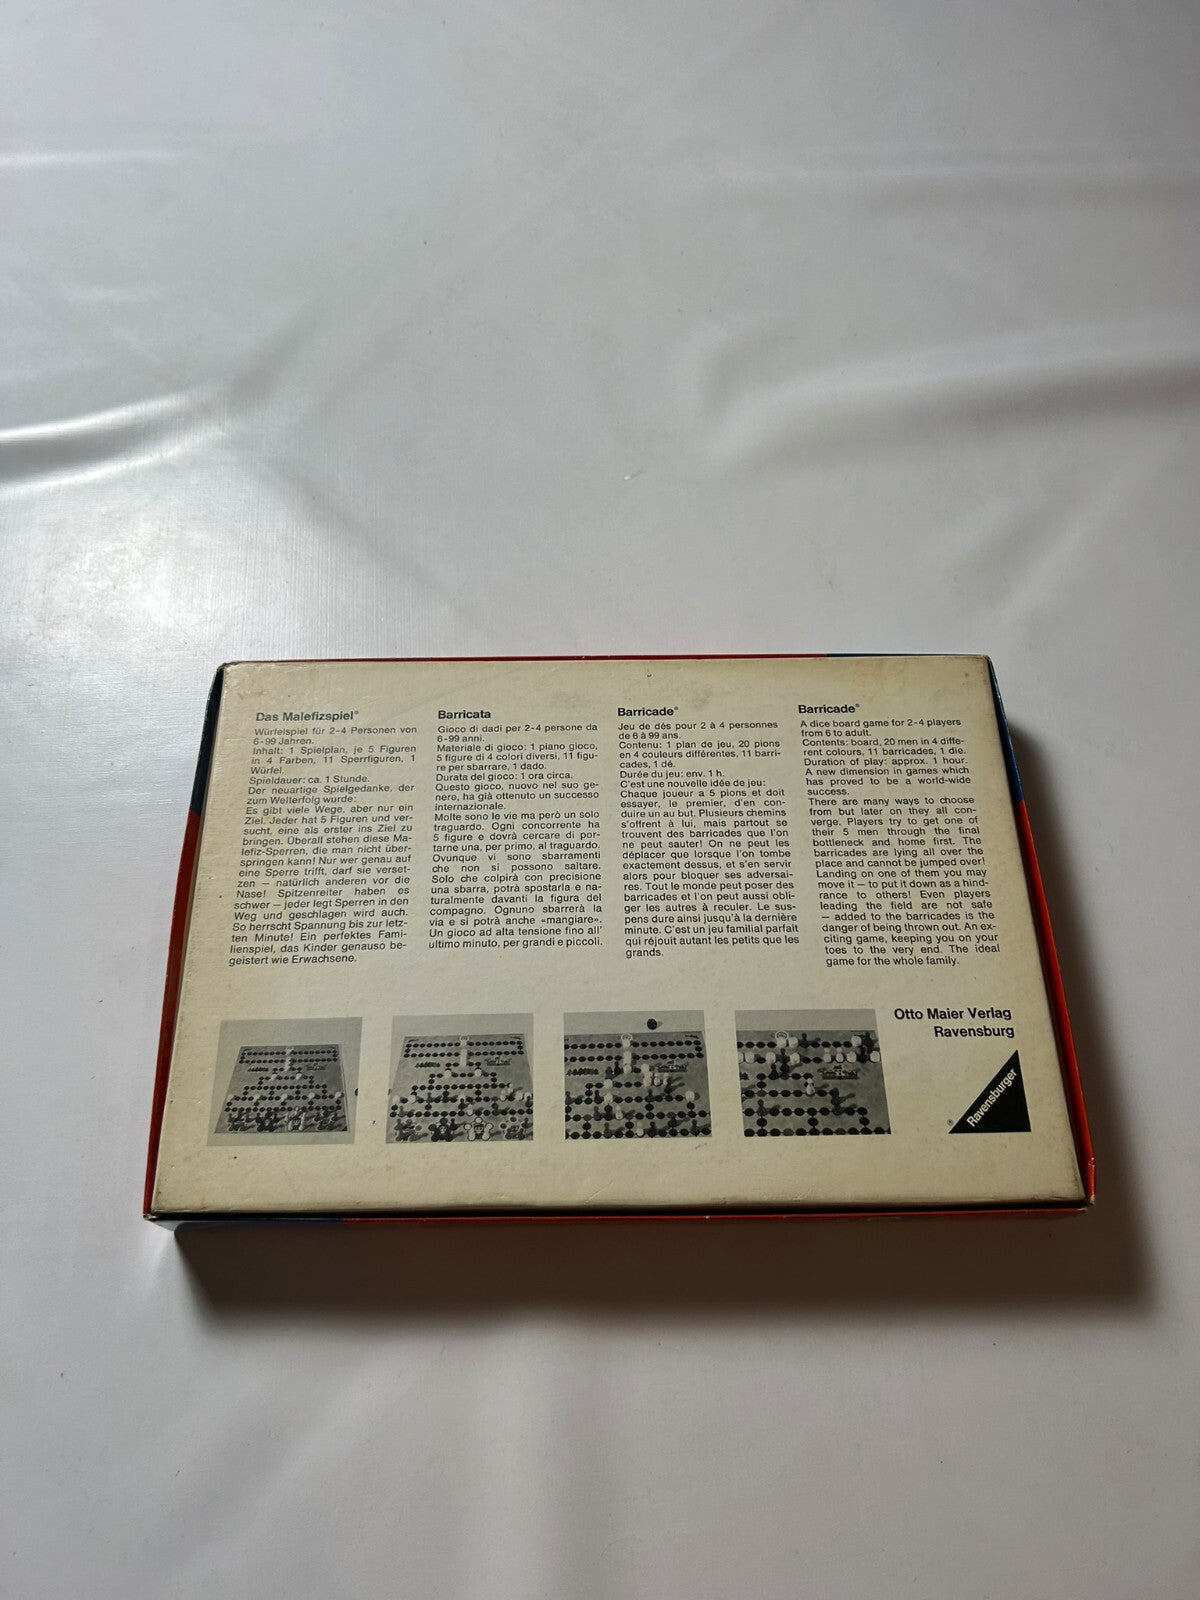 Das Malefizspiel®
Würfelspiel für 2-4 Personen von
6-99 Jahren.
Inhalt: 1 Spielplan, je 5 Figuren
in 4 Farben, 11 Sperrfiguren, 1
Würfel.
Spieldauer: ca. 1 Stunde.
Der neuartige Spielgedanke, der
zum Welterfolg wurde:
Es gibt viele Wege, aber nur ein
Ziel. Jeder hat 5 Figuren und ver-
sucht, eine als erster ins Ziel zu
bringen. Überall stehen diese Ma-
lefiz-Sperren, die man nicht über-
springen kann! Nur wer genau auf
eine Sperre trifft, darf sie verset-
zen — natürlich anderen vor die
Nase! Spitzenreiter haben es
schwer — jeder legt Sperren in den
Weg und geschlagen wird auch.
So herrscht Spannung bis zur letz-
ten Minute! Ein perfektes Fami-
lienspiel, das Kinder genauso be-
geistert wie Erwachsene.
Barricata
Gioco di dadi per 2-4 persone da
6-99 anni.
Materiale di gioco: 1 piano gioco,
5 figure di 4 colori diversi, 11 figu-
re per sbarrare, 1 dado.
Durata del gioco: 1 ora circa.
Questo gioco, nuovo nel suo ge-
nere, ha già ottenuto un successo
internazionale.
Molte sono le vie ma però un solo
traguardo. Ogni concorrente ha
5 figure e dovrà cercare di por-
tarne una, per primo, al traguardo.
Ovunque vi sono sbarramenti
che non si possono saltare.
Solo che colpirà con precisione
una sbarra, potrà spostarla e na-
turalmente davanti la figura del
compagno. Ognuno sbarrerà la
via e si potrà anche «mangiare».
Un gioco ad alta tensione fino all'
ultimo minuto, per grandi e piccoli.
Barricade®
Jeu de dés pour 2 à 4 personnes
de 6 à 99 ans.
Contenu: 1 plan de jeu, 20 pions
en 4 couleurs différentes, 11 barri-
cades, 1 dé.
Durée du jeu: env. 1 h.
C'est une nouvelle idée de jeu:
Chaque joueur a 5 pions et doit
essayer, le premier, d'en con-
duire un au but. Plusieurs chemins
s'offrent à lui, mais partout se
trouvent des barricades que l'on
ne peut sauter! On ne peut les
déplacer que lorsque l'on tombe
exactement dessus, et s'en servir
alors pour bloquer ses adversai-
res. Tout le monde peut poser des
barricades et l'on peut aussi obli-
ger les autres à reculer. Le sus-
pens dure ainsi jusqu'à la dernière
minute. C'est un jeu familial parfait
qui réjouit autant les petits que les
grands.
Barricade®
A dice board game for 2-4 players
from 6 to adult.
Contents: board, 20 men in 4 diffe-
rent colours, 11 barricades, 1 die.
Duration of play: approx. 1 hour.
A new dimension in games which
has proved to be a world-wide
success.
There are many ways to choose
from but later on they all con-
verge. Players try to get one of
their 5 men through the final
bottleneck and home first. The
barricades are lying all over the
place and cannot be jumped over!
Landing on one of them you may
move it — to put it down as a hind-
rance to others! Even players
leading the field are not safe
— added to the barricades is the
danger of being thrown out. An ex-
citing game, keeping you on your
toes to the very end. The ideal
game for the whole family.
Otto Maier Verlag
Ravensburg
Ravensburger
®